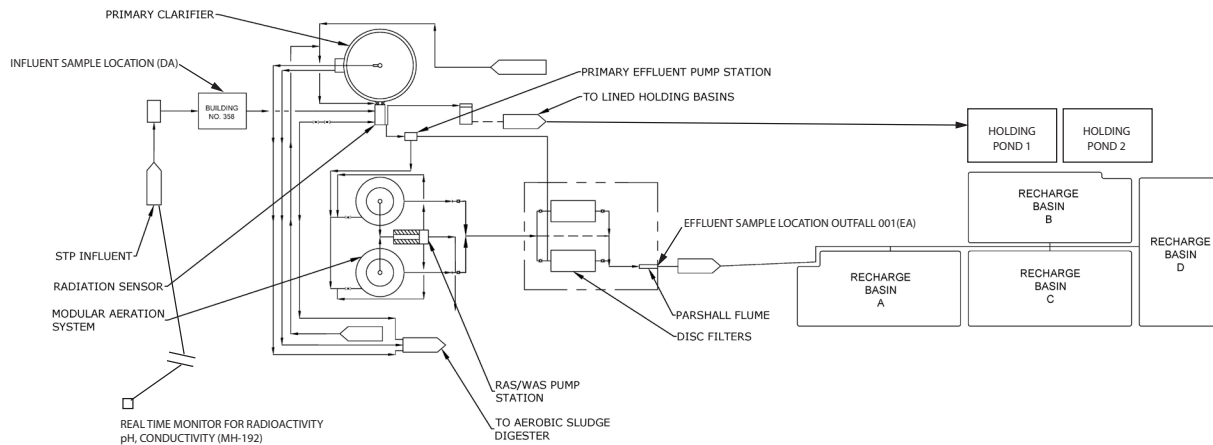 PRIMARY CLARIFIER
INFLUENT SAMPLE LOCATION (DA)
BUILDING
NO. 358
PRIMARY EFFLUENT PUMP STATION
TO LINED HOLDING BASINS
HOLDING
POND 1
HOLDING
POND 2
RECHARGE
BASIN
B
EFFLUENT SAMPLE LOCATION OUTFALL 001(EA)
STP INFLUENT
RECHARGE
BASIN
D
RADIATION SENSOR
RECHARGE
BASIN
A
RECHARGE
BASIN
C
MODULAR AERATION
SYSTEM
PARSHALL FLUME
DISC FILTERS
RAS/WAS PUMP
STATION
TO AEROBIC SLUDGE
DIGESTER
REAL TIME MONITOR FOR RADIOACTIVITY
pH, CONDUCTIVITY (MH-192)